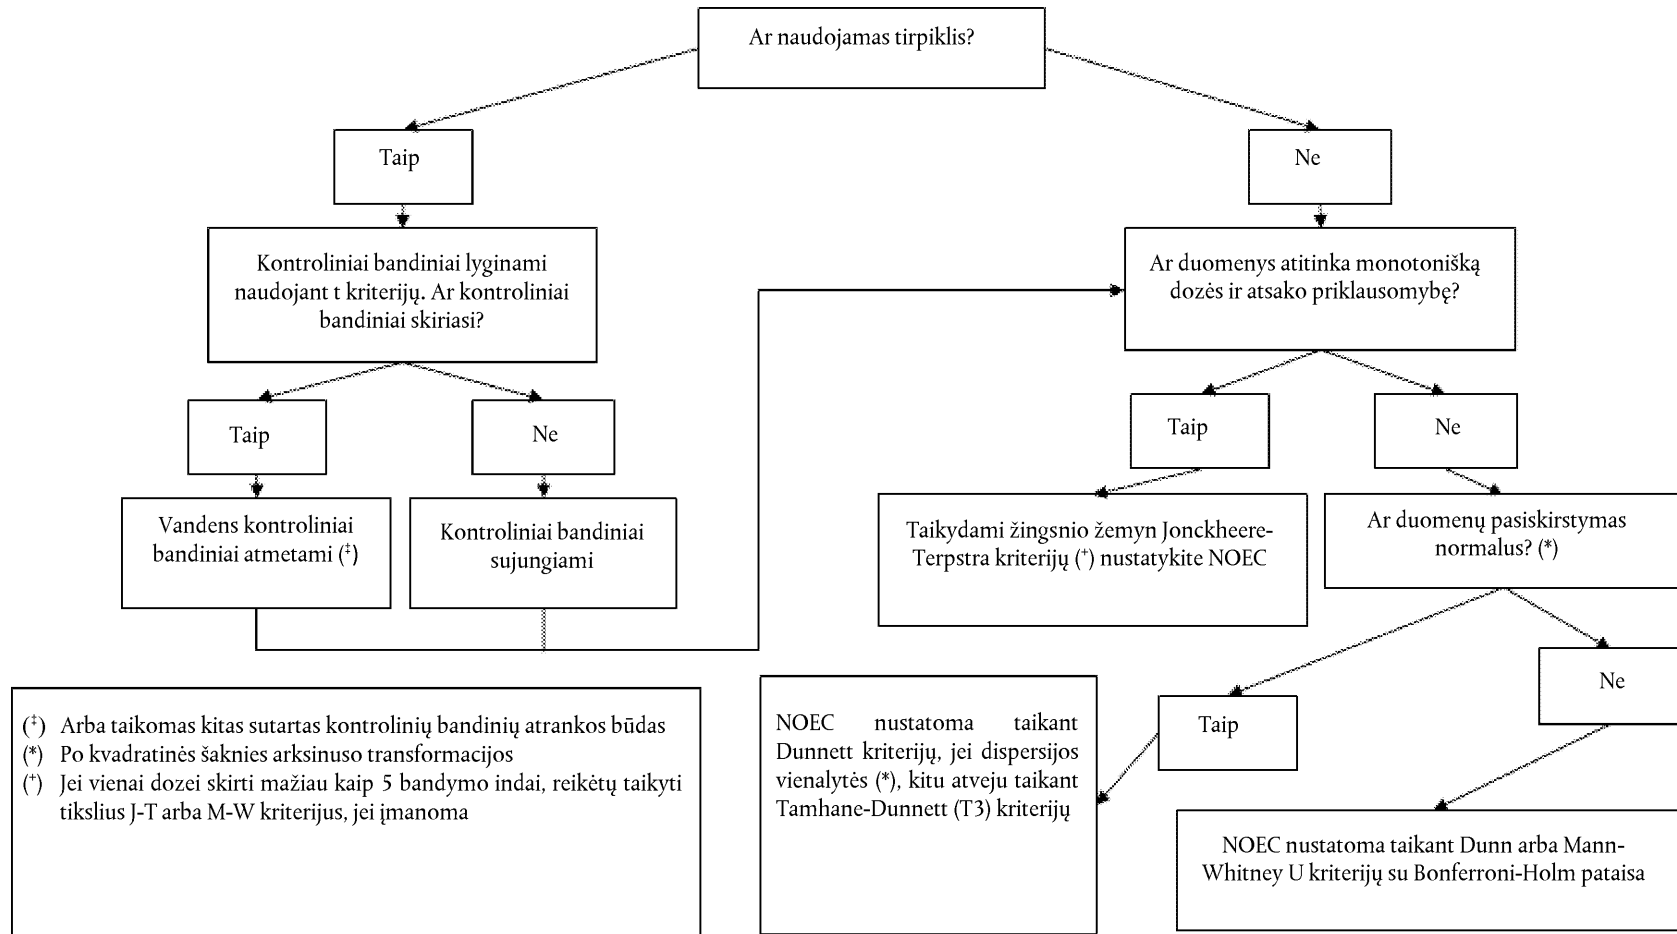 Ar naudojamas tirpiklis?
Taip
Ne
Kontroliniai bandiniai lyginami
naudojant t kriterijų. Ar kontroliniai
bandiniai skiriasi?
Ar duomenys atitinka monotonišką
dozės ir atsako priklausomybę?
Taip
Ne
Taip
Ne
Vandens kontroliniai
bandiniai atmetami (‡)
Kontroliniai bandiniai
sujungiami
Taikydami žingsnio žemyn Jonckheere-
Terpstra kriterijų (⁺) nustatykite NOEC
Ar duomenų pasiskirstymas
normalus? (*)
Taip
Ne
(‡) Arba taikomas kitas sutartas kontrolinių bandinių atrankos būdas
(*) Po kvadratinės šaknies arksinuso transformacijos
(⁺) Jei vienai dozei skirti mažiau kaip 5 bandymo indai, reikėtų taikyti
tikslius J-T arba M-W kriterijus, jei įmanoma
NOEC nustatoma taikant
Dunnett kriterijų, jei dispersijos
vienalytės (*), kitu atveju taikant
Tamhane-Dunnett (T3) kriterijų
NOEC nustatoma taikant Dunn arba Mann-
Whitney U kriterijų su Bonferroni-Holm pataisa